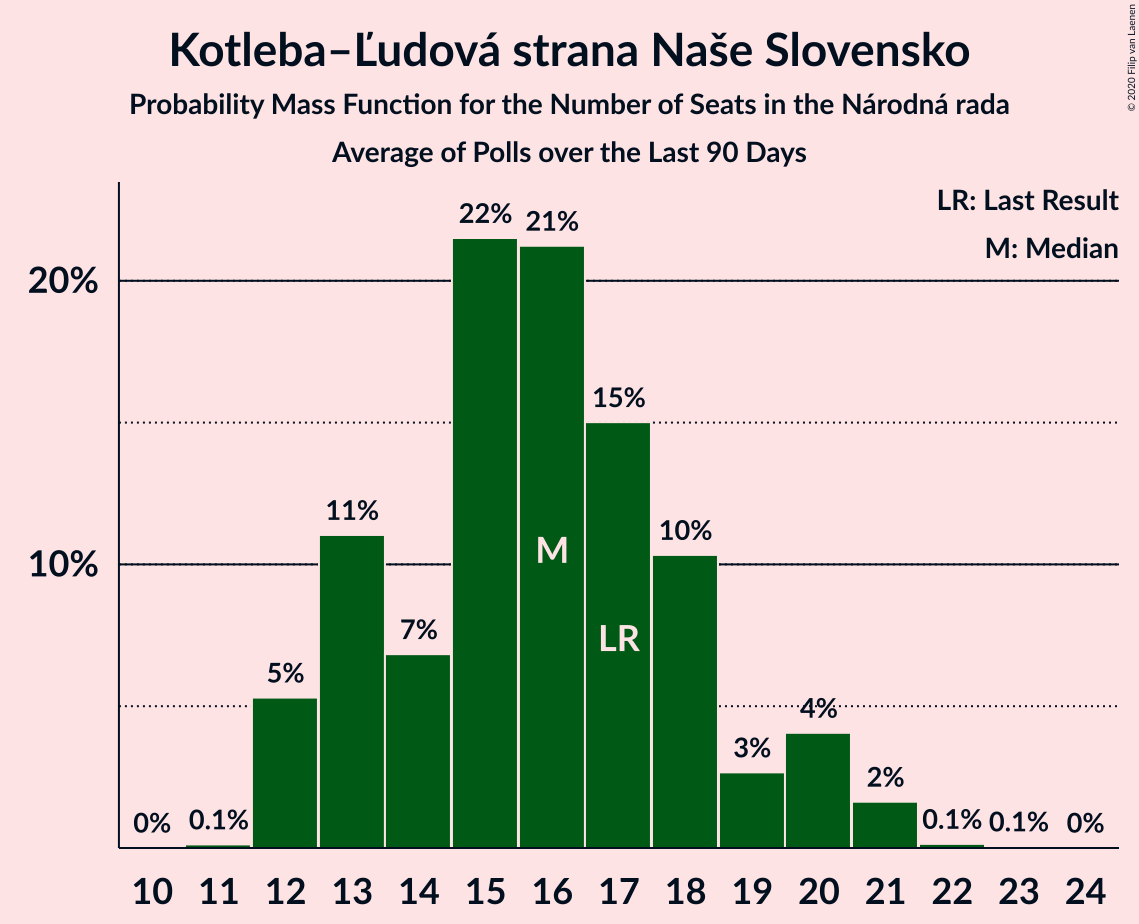 Kotleba–Ľudová strana Naše Slovensko
Probability Mass Function for the Number of Seats in the Národná rada
Average of Polls over the Last 90 Days
© 2020 Filip van Laenen
LR: Last Result
M: Median
20%
10%
0%
0.1%
5%
11%
7%
22%
21%
15%
10%
3%
4%
2%
0.1%
0.1%
0%
M
LR
10 11 12 13 14 15 16 17 18 19 20 21 22 23 24